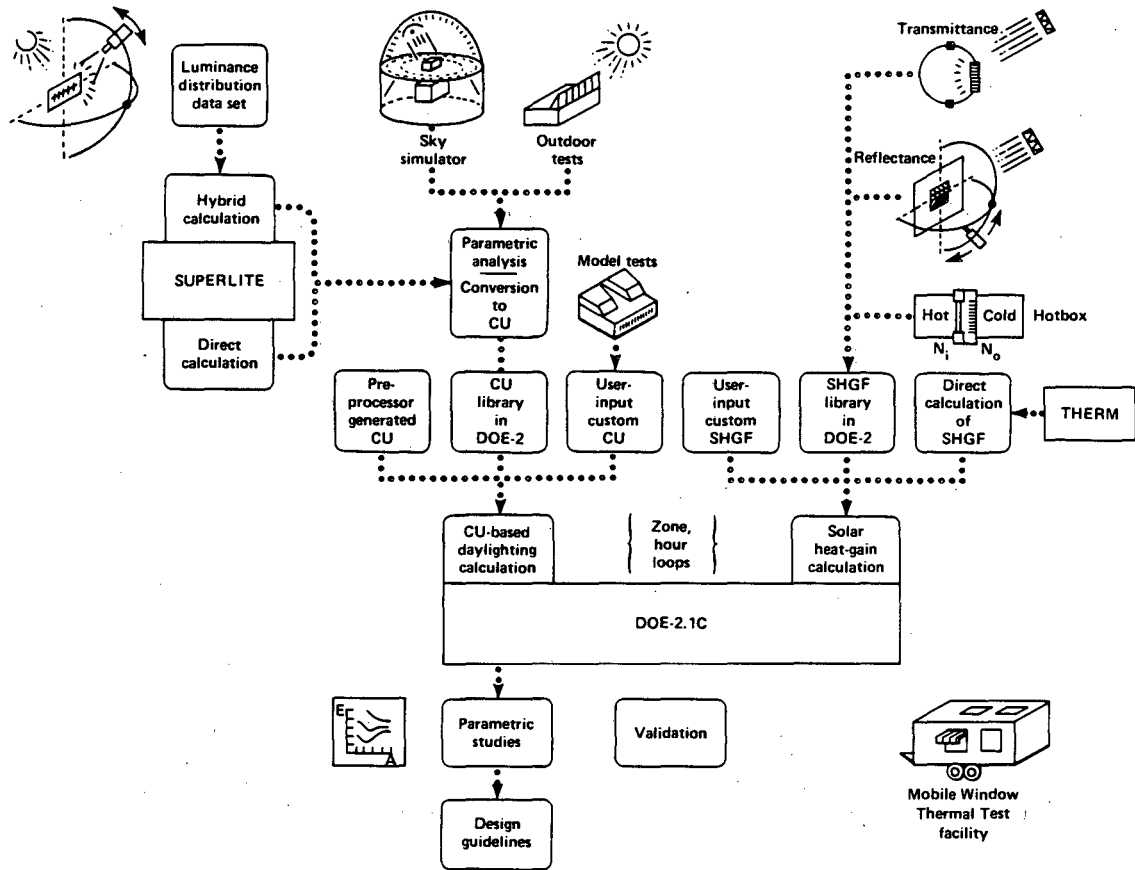 Transmittance
Luminance
distribution
data set
Sky
simulator
Outdoor
tests
Reflectance
Hybrid
calculation
SUPERLITE
Direct
calculation
Parametric
analysis
Conversion
to
CU
Model tests
Hot
Cold
Hotbox
Ni
No
Pre-
processor
generated
CU
CU
library
in
DOE-2
User-
input
custom
CU
User-
input
custom
SHGF
SHGF
library
in
DOE-2
Direct
calculation
of
SHGF
THERM
CU-based
daylighting
calculation
Zone,
hour
loops
Solar
heat-gain
calculation
DOE-2.1C
E
A
Parametric
studies
Validation
Design
guidelines
Mobile Window
Thermal Test
facility